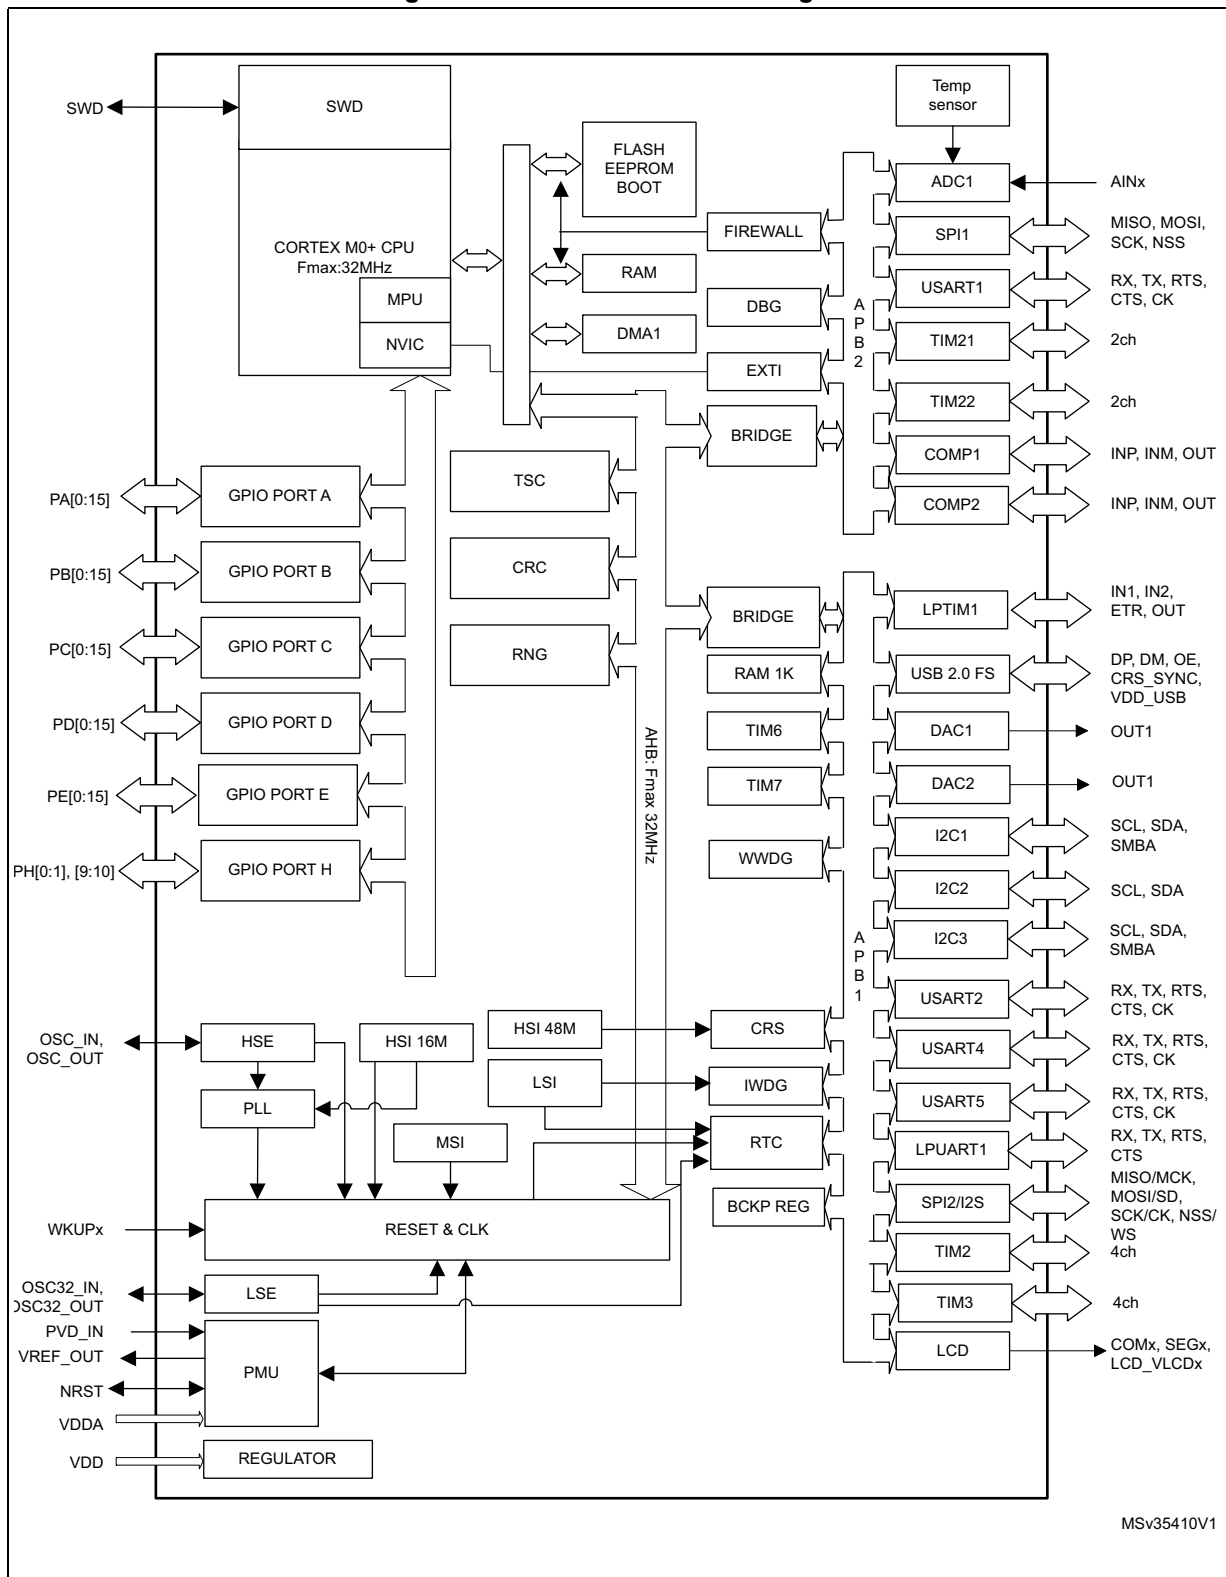 SWD
SWD
CORTEX M0+ CPU
Fmax:32MHz
MPU
NVIC
FLASH
EEPROM
BOOT
RAM
DMA1
FIREWALL
DBG
EXTI
BRIDGE
A
P
B
2
Temp
sensor
ADC1
AINx
SPI1
MISO, MOSI,
SCK, NSS
USART1
RX, TX, RTS,
CTS, CK
TIM21
2ch
TIM22
2ch
COMP1
INP, INM, OUT
COMP2
INP, INM, OUT
PA[0:15]
GPIO PORT A
PB[0:15]
GPIO PORT B
PC[0:15]
GPIO PORT C
PD[0:15]
GPIO PORT D
PE[0:15]
GPIO PORT E
PH[0:1], [9:10]
GPIO PORT H
TSC
CRC
RNG
AHB: Fmax 32MHz
BRIDGE
RAM 1K
TIM6
TIM7
WWDG
A
P
B
1
LPTIM1
IN1, IN2,
ETR, OUT
USB 2.0 FS
DP, DM, OE,
CRS_SYNC,
VDD_USB
DAC1
OUT1
DAC2
OUT1
I2C1
SCL, SDA,
SMBA
I2C2
SCL, SDA
I2C3
SCL, SDA,
SMBA
USART2
RX, TX, RTS,
CTS, CK
USART4
RX, TX, RTS,
CTS, CK
USART5
RX, TX, RTS,
CTS, CK
LPUART1
RX, TX, RTS,
CTS
SPI2/I2S
MISO/MCK,
MOSI/SD,
SCK/CK, NSS/
WS
TIM2
4ch
TIM3
4ch
LCD
COMx, SEGx,
LCD_VLCDx
OSC_IN,
OSC_OUT
HSE
HSI 16M
PLL
MSI
HSI 48M
LSI
CRS
IWDG
RTC
BCKP REG
WKUPx
RESET & CLK
OSC32_IN,
OSC32_OUT
LSE
PVD_IN
VREF_OUT
NRST
VDDA
PMU
VDD
REGULATOR
MSv35410V1